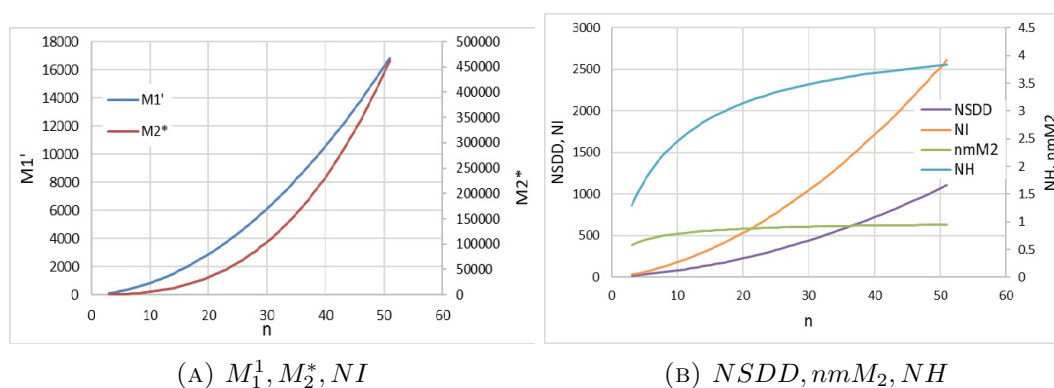 18000
16000
14000
12000
10000
8000
6000
4000
2000
0
M1'
M1'
M2*
500000
450000
400000
350000
300000
250000
200000
150000
100000
50000
0
M2*
0 10 20 30 40 50 60
n
(A) $M_1^1, M_2^*, NI$
3000
2500
2000
1500
1000
500
0
NSDD, NI
NSDD
NI
nmM2
NH
4.5
4
3.5
3
2.5
2
1.5
1
0.5
0
NH, nmM2
0 10 20 30 40 50 60
n
(B) $NSDD, nmM_2, NH$